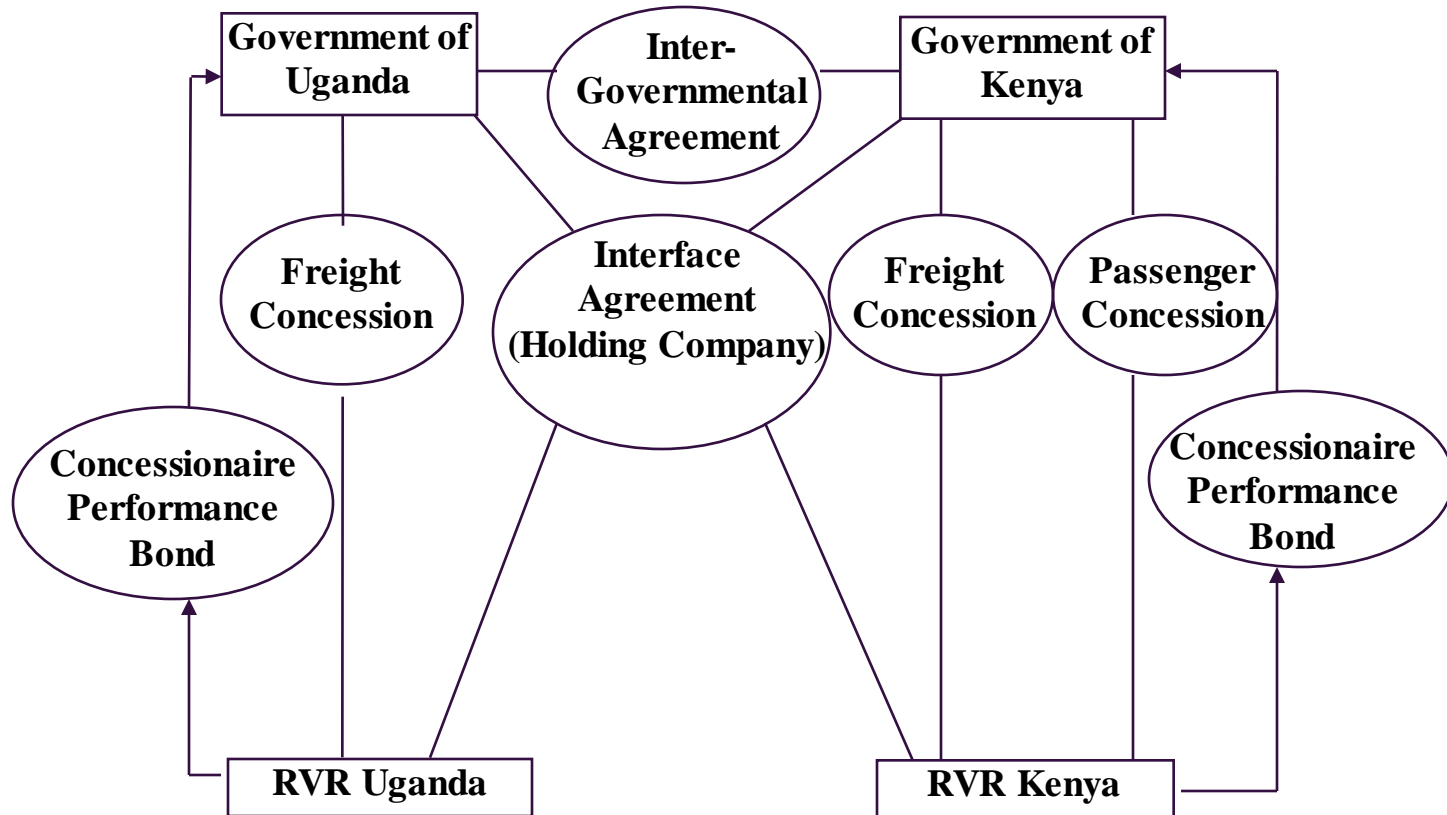 Government of
Uganda
Inter-
Governmental
Agreement
Government of
Kenya
Freight
Concession
Interface
Agreement
(Holding Company)
Freight
Concession
Passenger
Concession
Concessionaire
Performance
Bond
Concessionaire
Performance
Bond
RVR Uganda
RVR Kenya